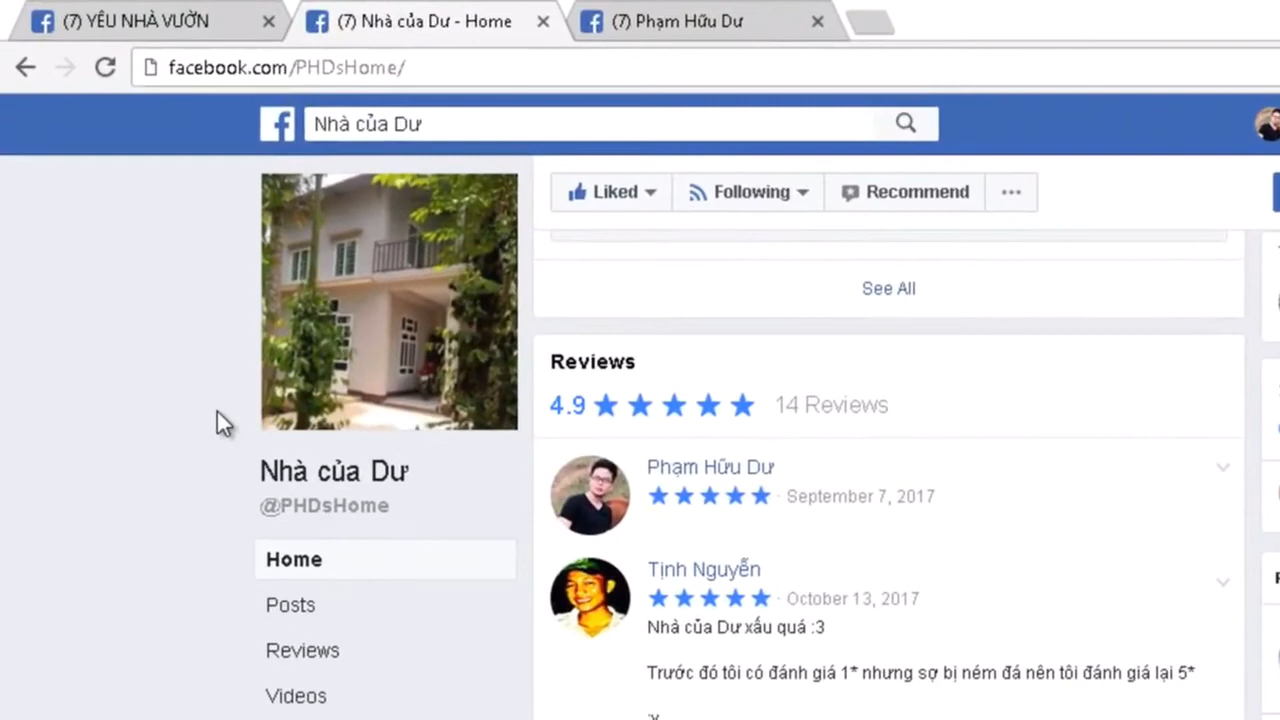 (7) YÊU NHÀ VƯỜN
(7) Nhà của Dư - Home
(7) Phạm Hữu Dư
facebook.com/PHDsHome/
Nhà của Dư
Liked
Following
Recommend
See All
Reviews
4.9
14 Reviews
Phạm Hữu Dư
· September 7, 2017
Tịnh Nguyễn
· October 13, 2017
Nhà của Dư xấu quá :3
Trước đó tôi có đánh giá 1* nhưng sợ bị ném đá nên tôi đánh giá lại 5*
Nhà của Dư
@PHDsHome
Home
Posts
Reviews
Videos